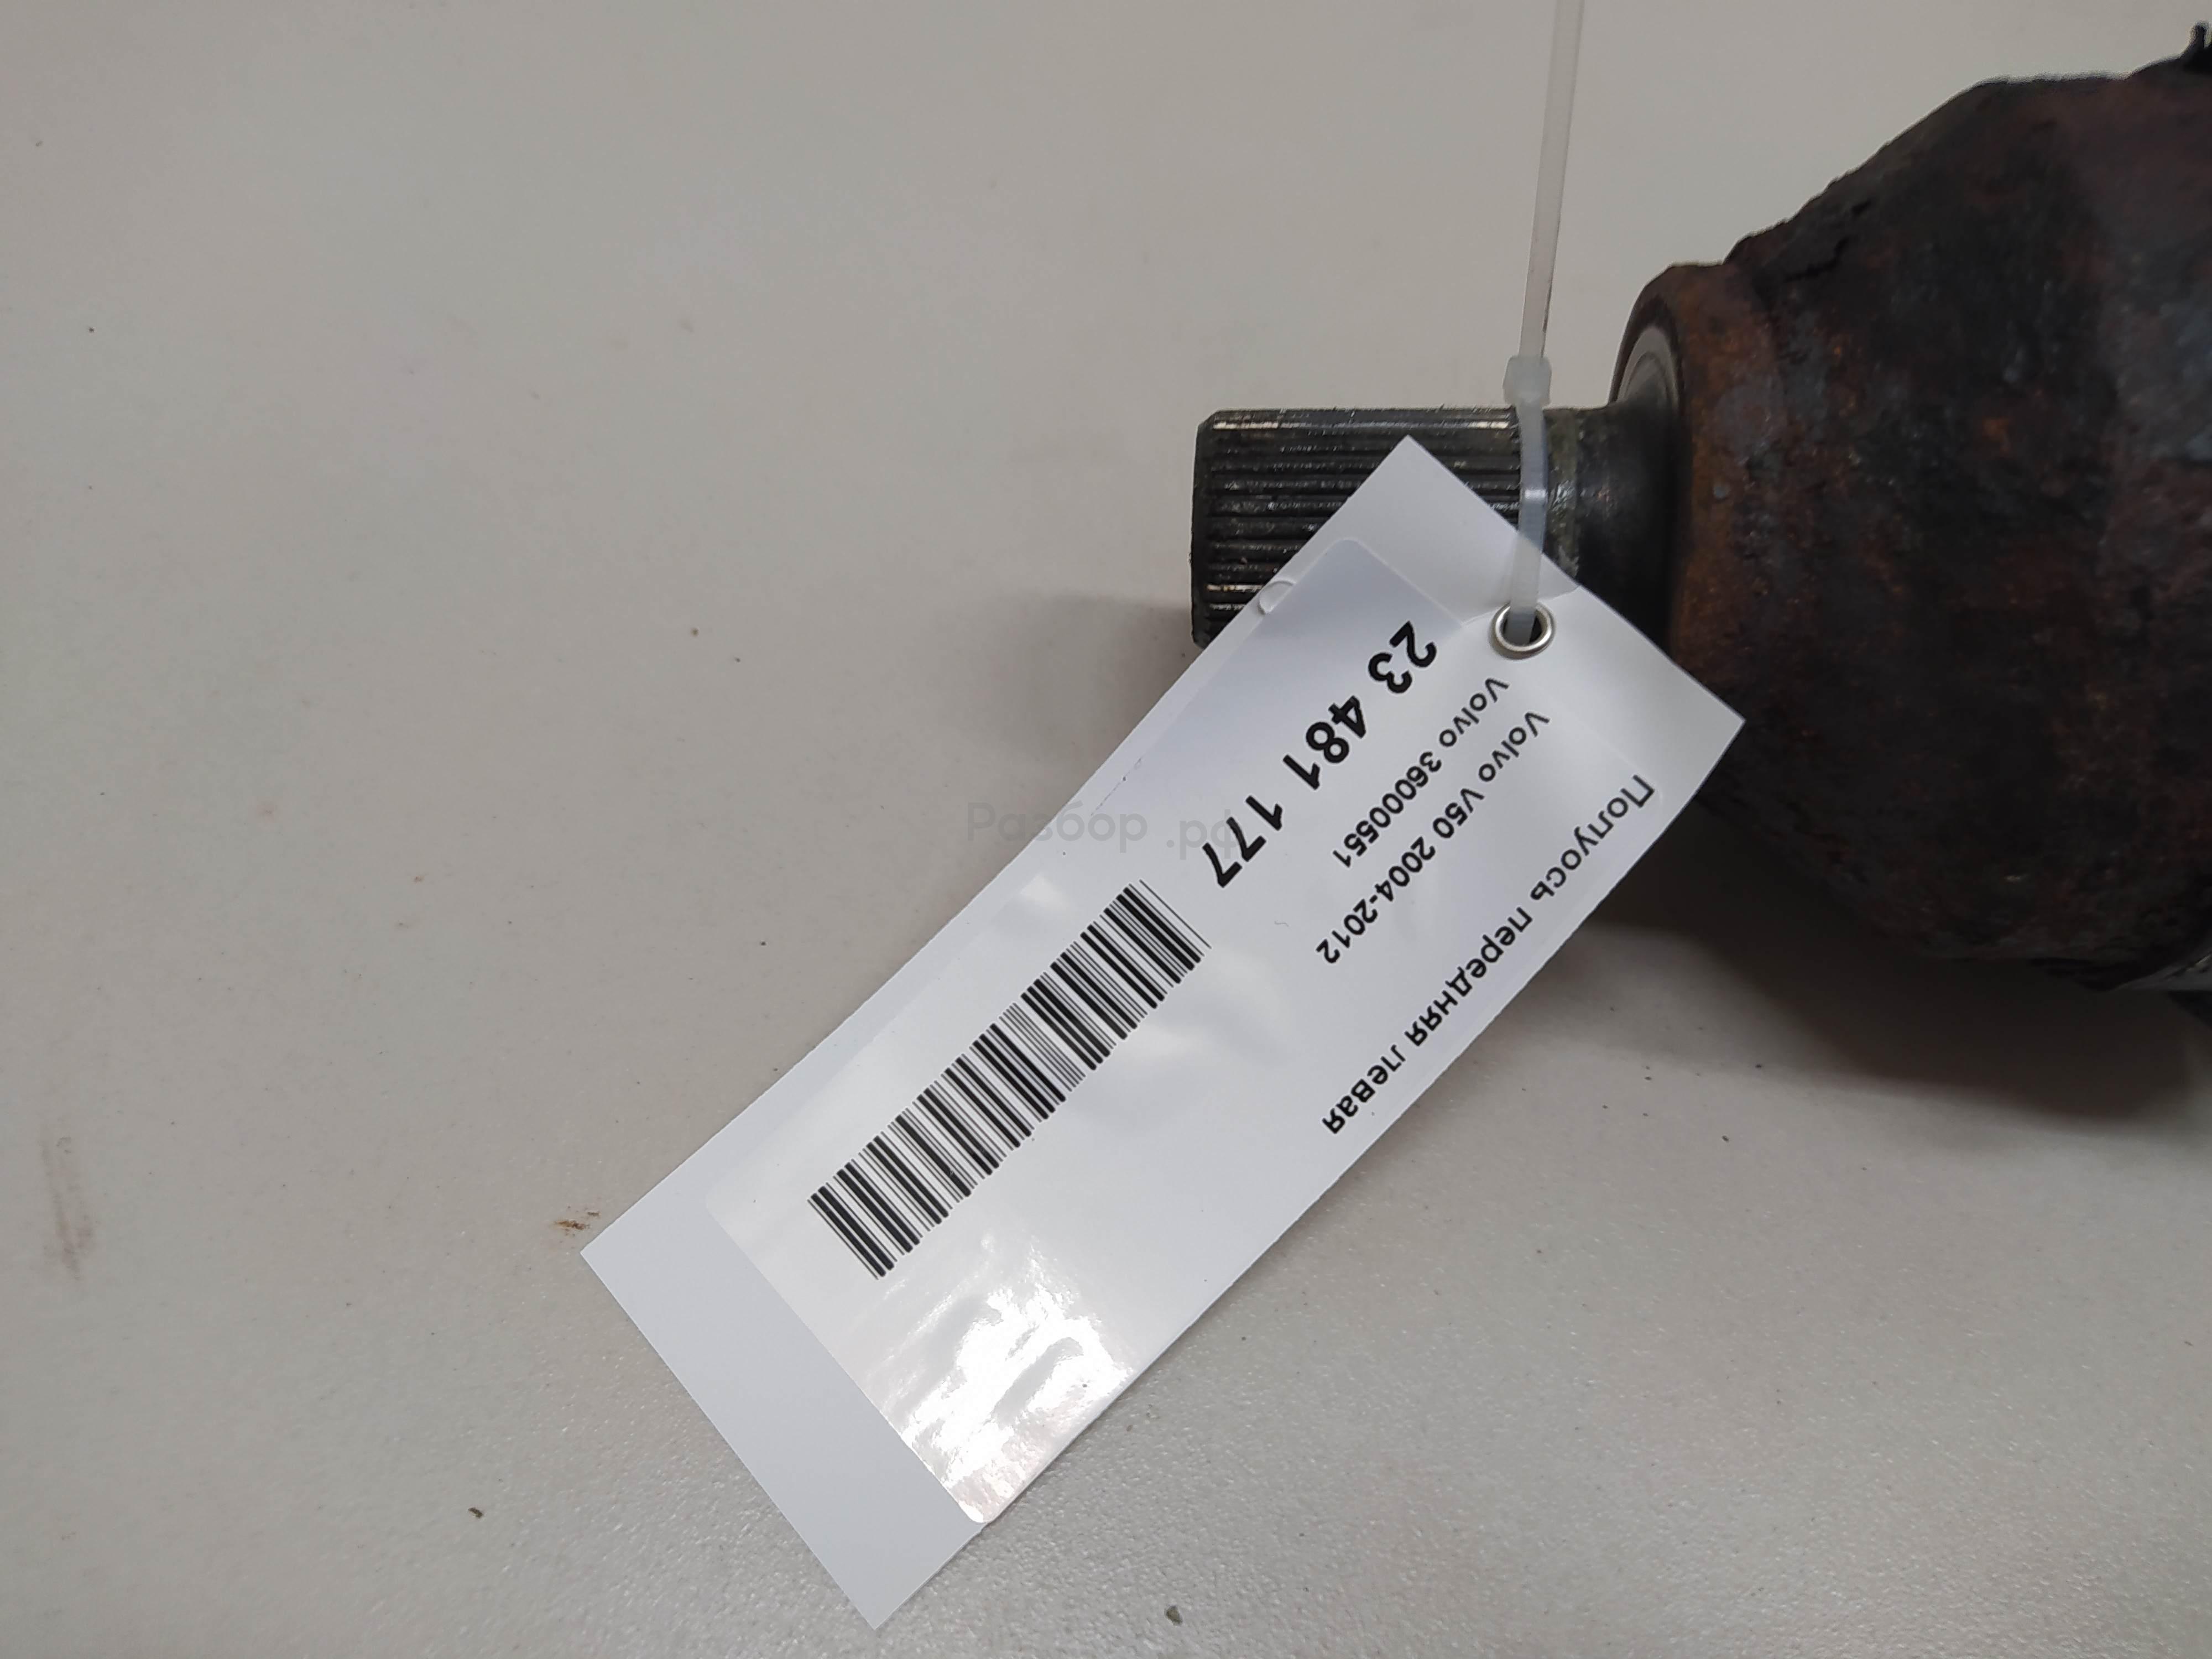 Полуось передняя левая
Volvo V50 2004-2012
Volvo 36000551
23 481 177
Разбор.рф